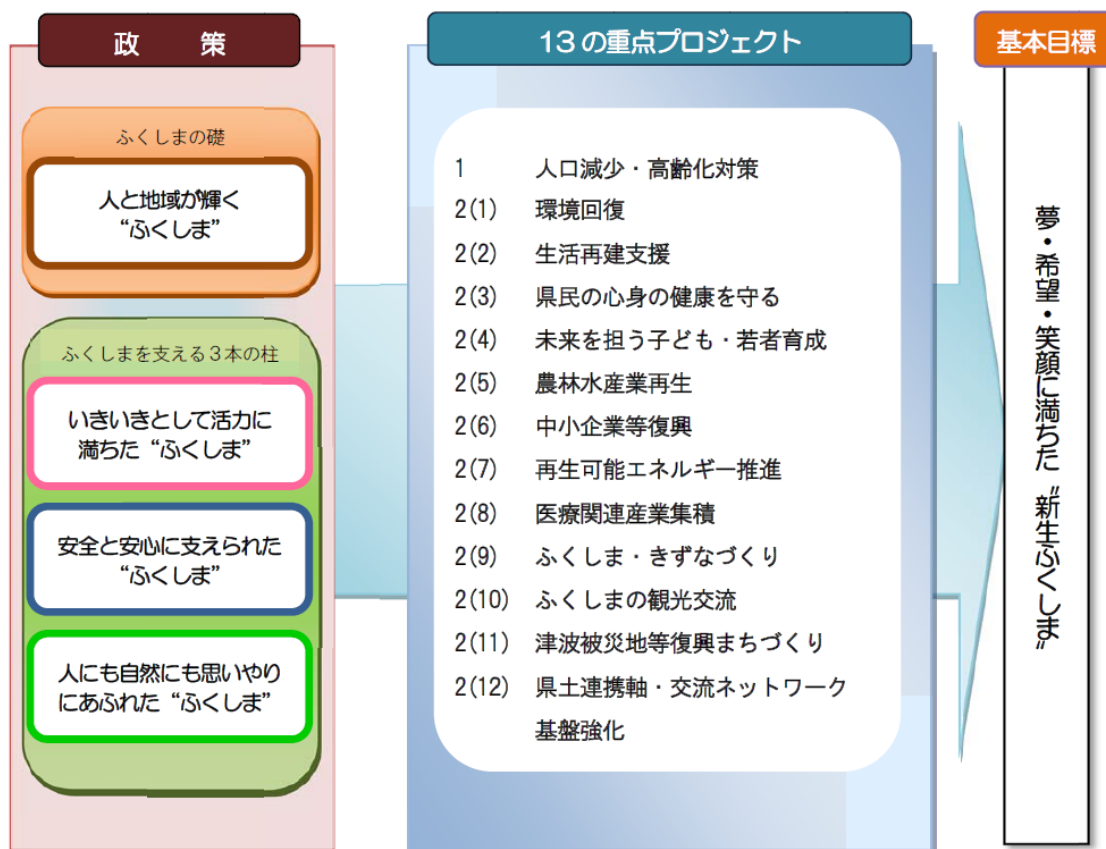 政　策
ふくしまの礎
人と地域が輝く
“ふくしま”
ふくしまを支える3本の柱
いきいきとして活力に
満ちた “ふくしま”
安全と安心に支えられた
“ふくしま”
人にも自然にも思いやり
にあふれた “ふくしま”
13の重点プロジェクト
1 人口減少・高齢化対策
2(1) 環境回復
2(2) 生活再建支援
2(3) 県民の心身の健康を守る
2(4) 未来を担う子ども・若者育成
2(5) 農林水産業再生
2(6) 中小企業等復興
2(7) 再生可能エネルギー推進
2(8) 医療関連産業集積
2(9) ふくしま・きずなづくり
2(10) ふくしまの観光交流
2(11) 津波被災地等復興まちづくり
2(12) 県土連携軸・交流ネットワーク
基盤強化
基本目標
夢・希望・笑顔に満ちた〝新生ふくしま〟